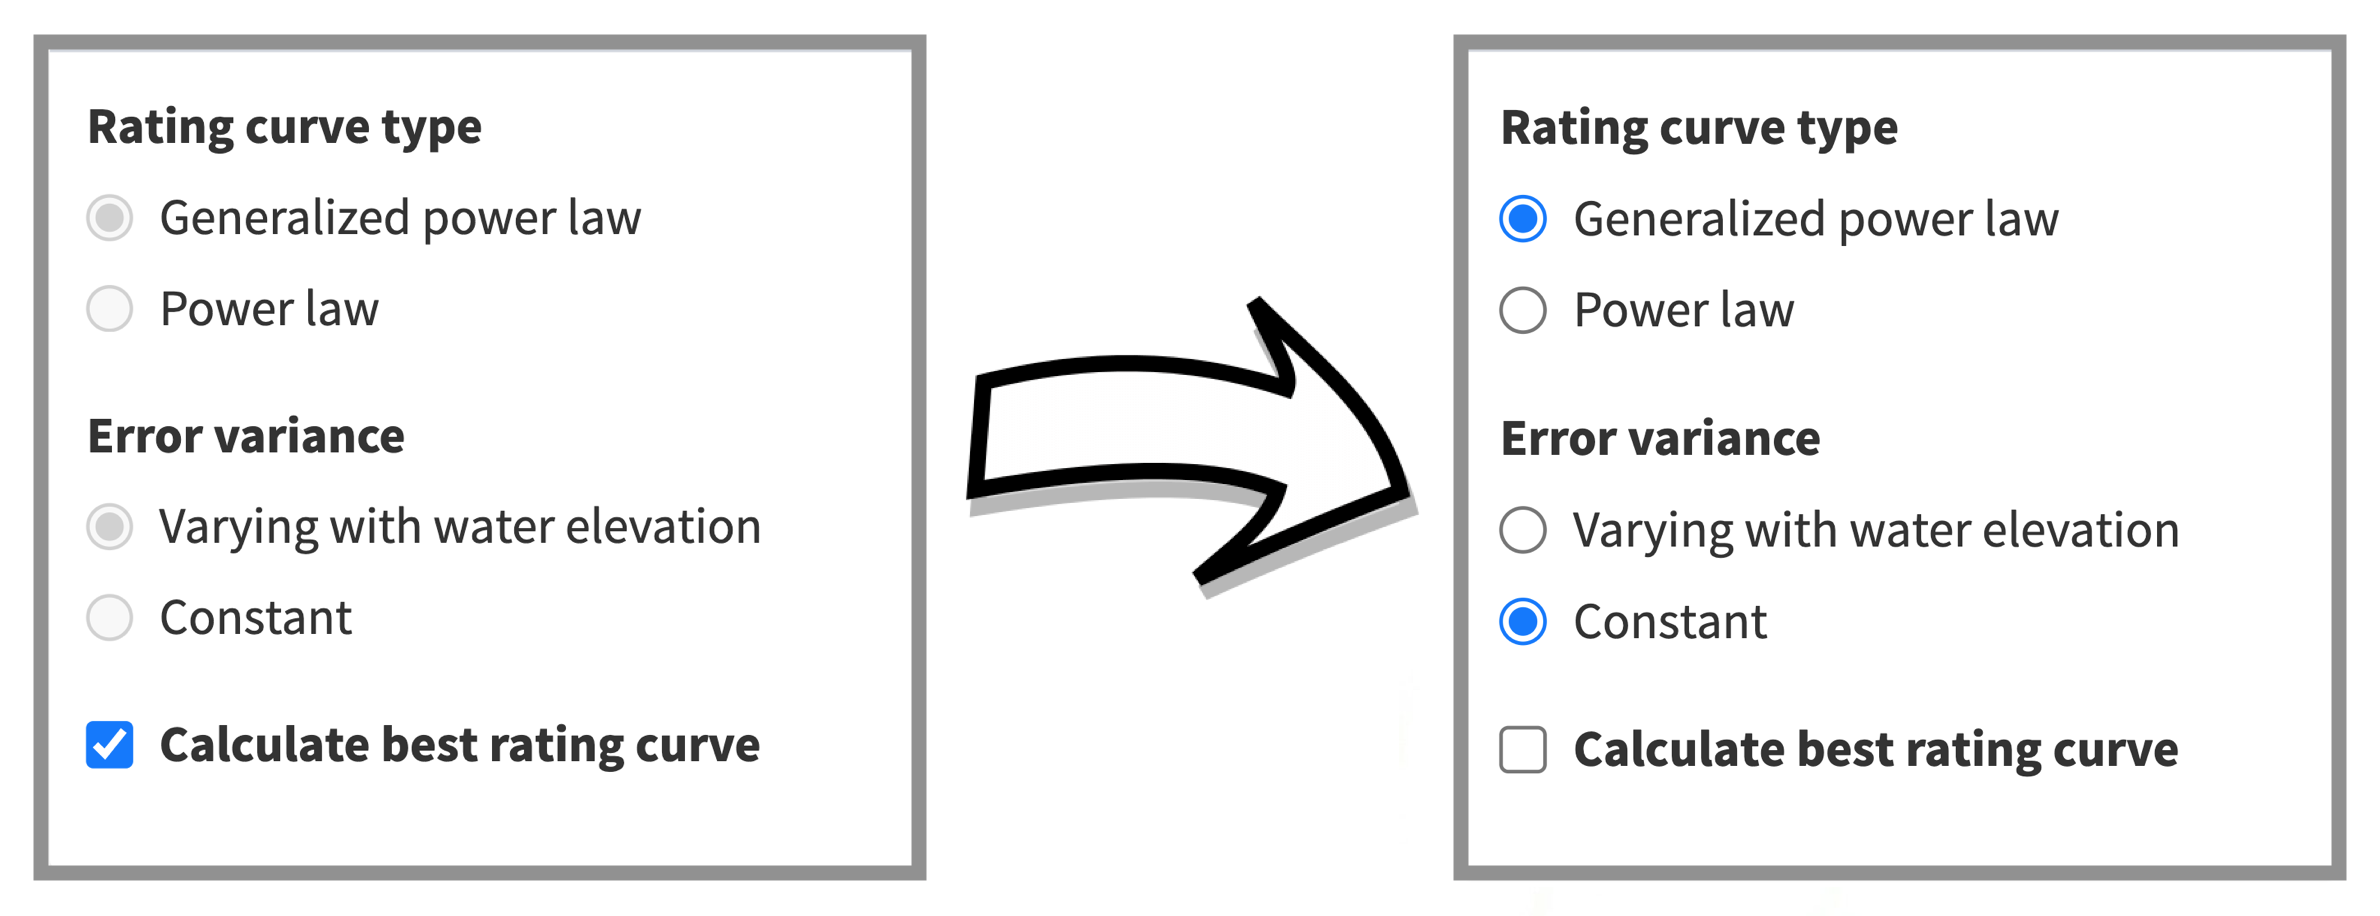 Rating curve type
Generalized power law
Power law
Error variance
Varying with water elevation
Constant
Calculate best rating curve
Rating curve type
Generalized power law
Power law
Error variance
Varying with water elevation
Constant
Calculate best rating curve